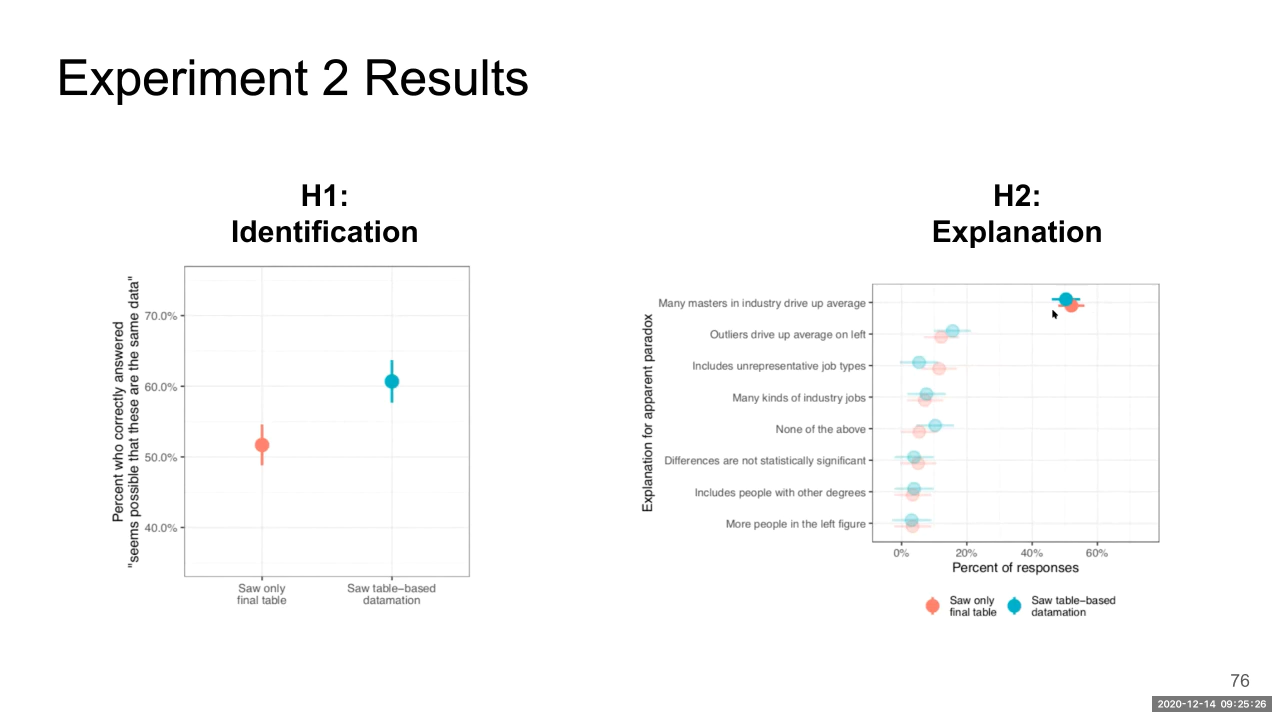 Experiment 2 Results
H1:
Identification
Percent who correctly answered
"seems possible that these are the same data"
70.0%
60.0%
50.0%
40.0%
Saw only
final table
Saw table−based
datamation
H2:
Explanation
Explanation for apparent paradox
Many masters in industry drive up average
Outliers drive up average on left
Includes unrepresentative job types
Many kinds of industry jobs
None of the above
Differences are not statistically significant
Includes people with other degrees
More people in the left figure
0%
20%
40%
60%
Percent of responses
Saw only
final table
Saw table−based
datamation
76
2020-12-14 09:25:26